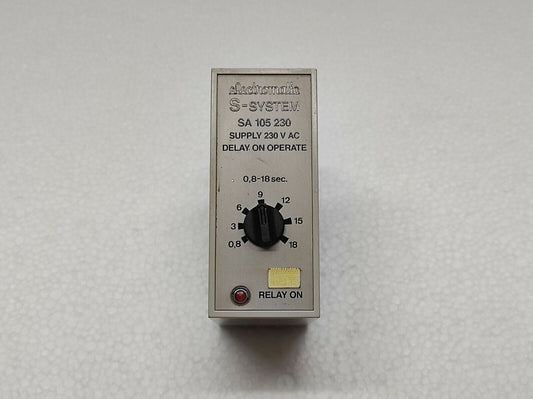 electromatic
S-SYSTEM
SA 105 230
SUPPLY 230 V AC
DELAY ON OPERATE
0,8-18 sec.
9
6 12
3 15
0,8 18
RELAY ON